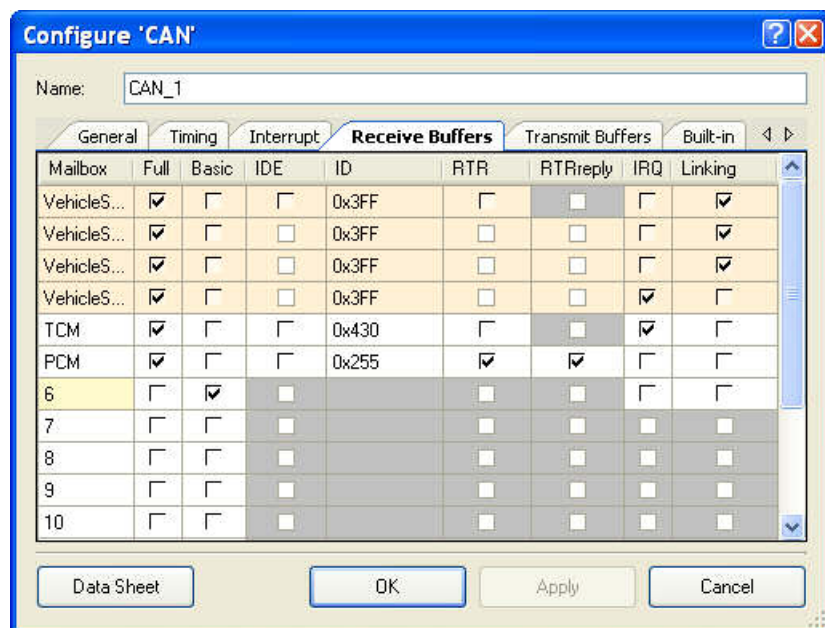 Configure 'CAN'
Name: CAN_1
General Timing Interrupt Receive Buffers Transmit Buffers Built-in
Mailbox Full Basic IDE ID RTR RTRreply IRQ Linking
VehicleS... 0x3FF
VehicleS... 0x3FF
VehicleS... 0x3FF
VehicleS... 0x3FF
TCM 0x430
PCM 0x255
6
7
8
9
10
Data Sheet OK Apply Cancel